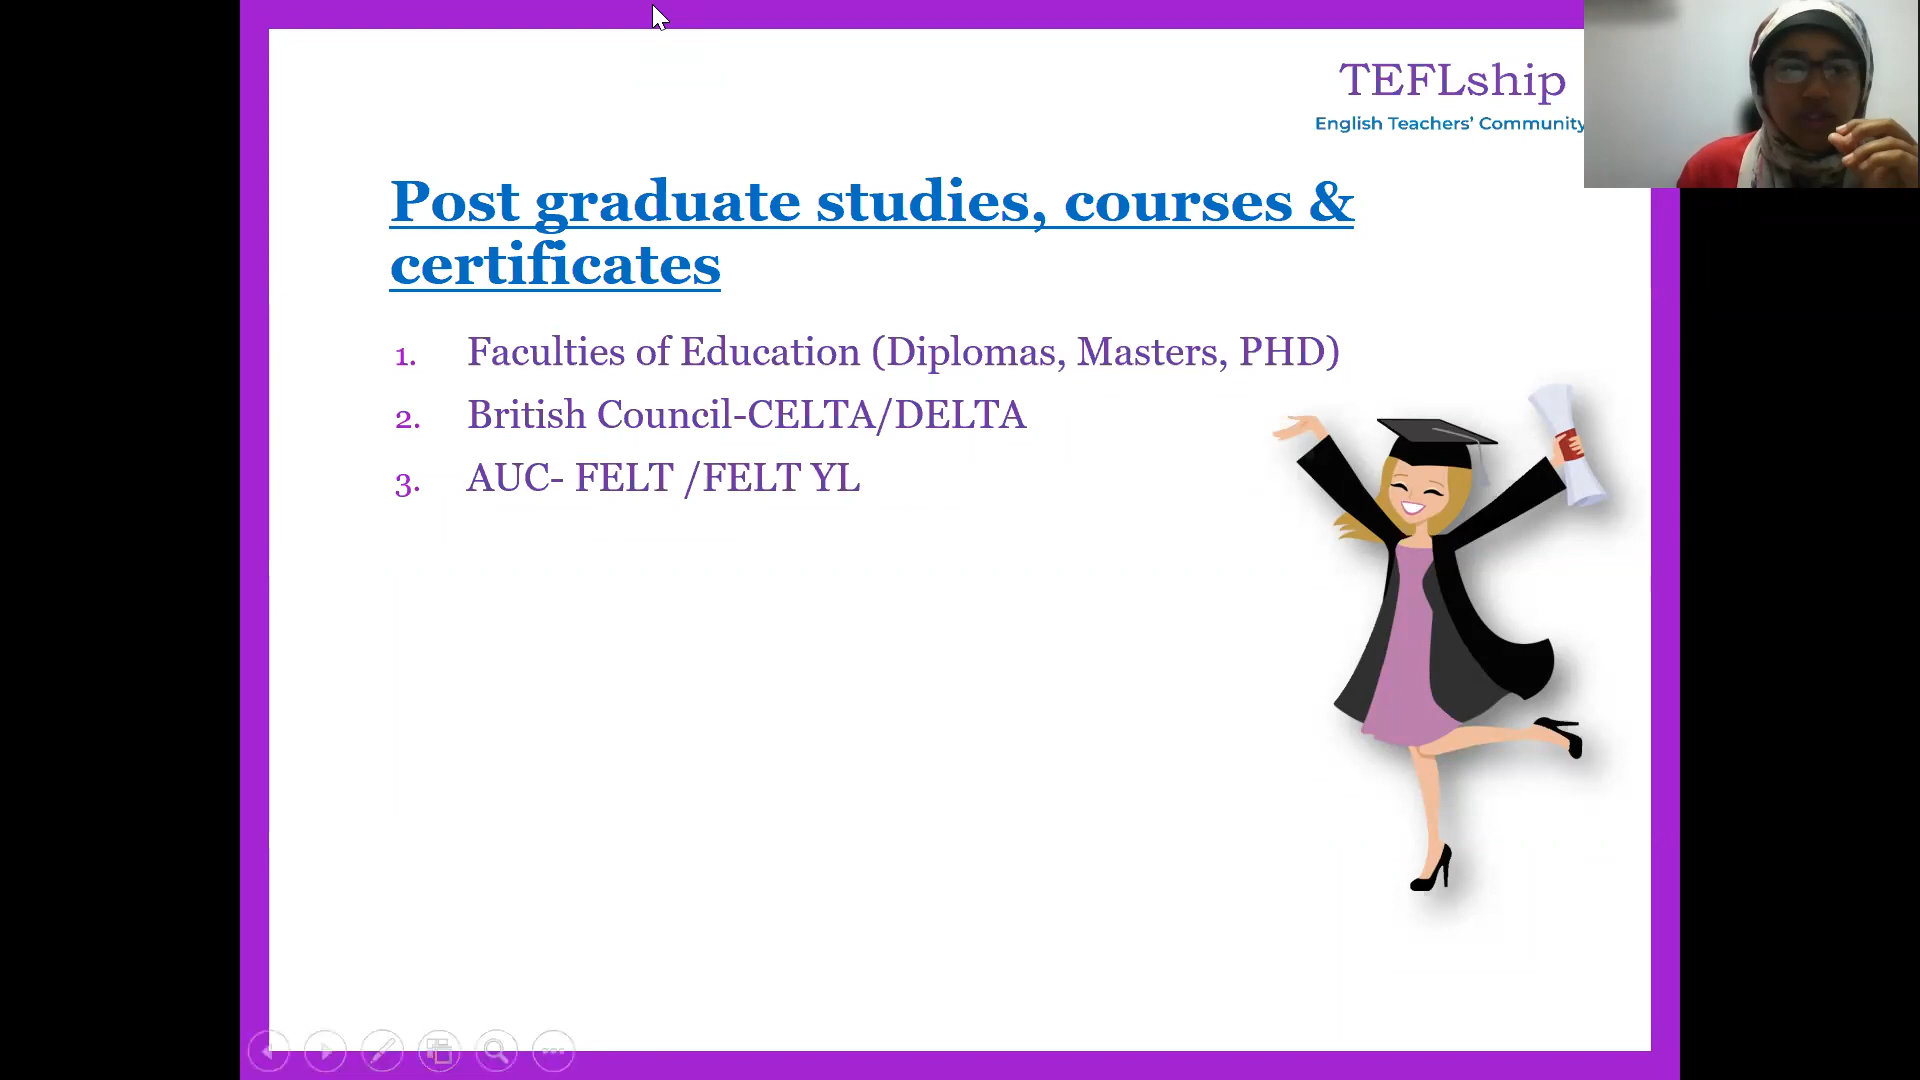 TEFLship
English Teachers' Community
Post graduate studies, courses &
certificates
1. Faculties of Education (Diplomas, Masters, PHD)
2. British Council-CELTA/DELTA
3. AUC- FELT /FELT YL